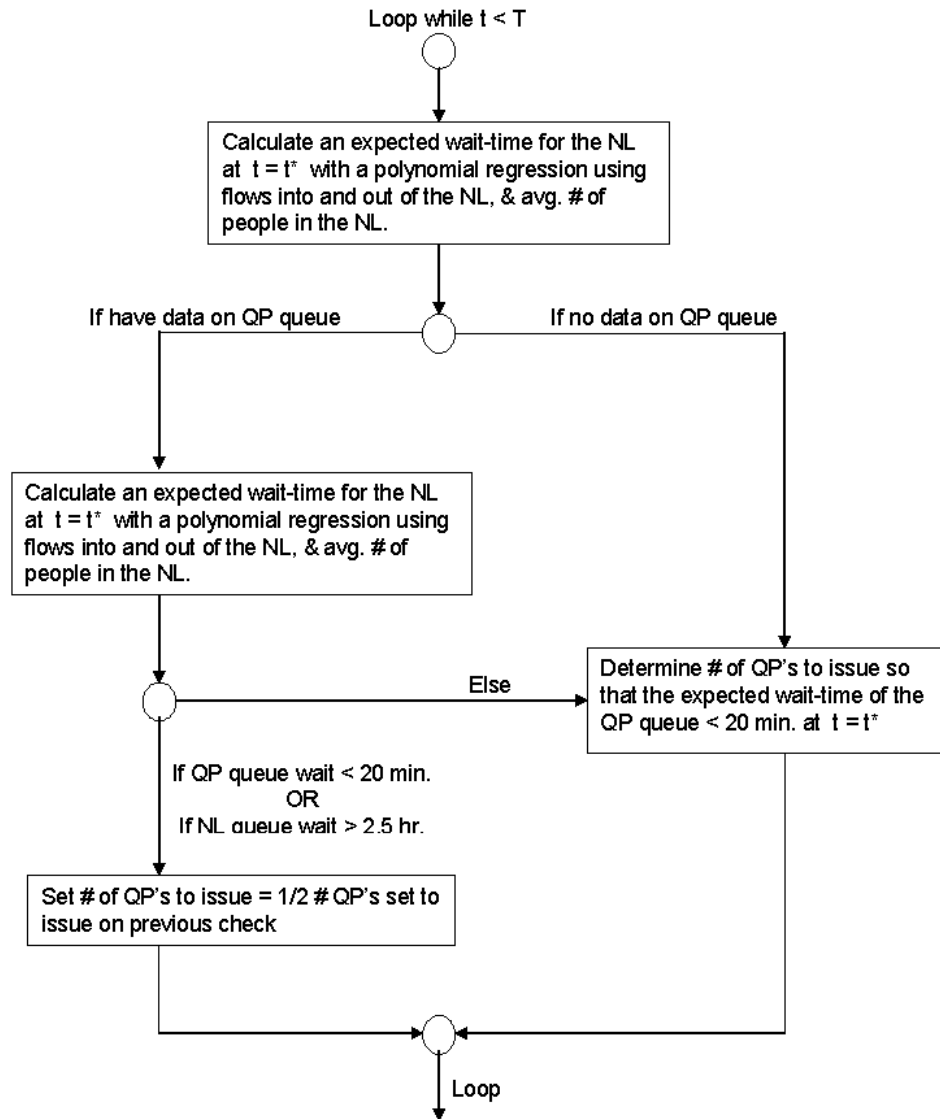 Loop while t < T
Calculate an expected wait-time for the NL
at t = t* with a polynomial regression using
flows into and out of the NL, & avg. # of
people in the NL.
If have data on QP queue
If no data on QP queue
Calculate an expected wait-time for the NL
at t = t* with a polynomial regression using
flows into and out of the NL, & avg. # of
people in the NL.
Else
Determine # of QP's to issue so
that the expected wait-time of the
QP queue < 20 min. at t = t*
If QP queue wait < 20 min.
OR
If NL queue wait > 2.5 hr.
Set # of QP's to issue = 1/2 # QP's set to
issue on previous check
Loop